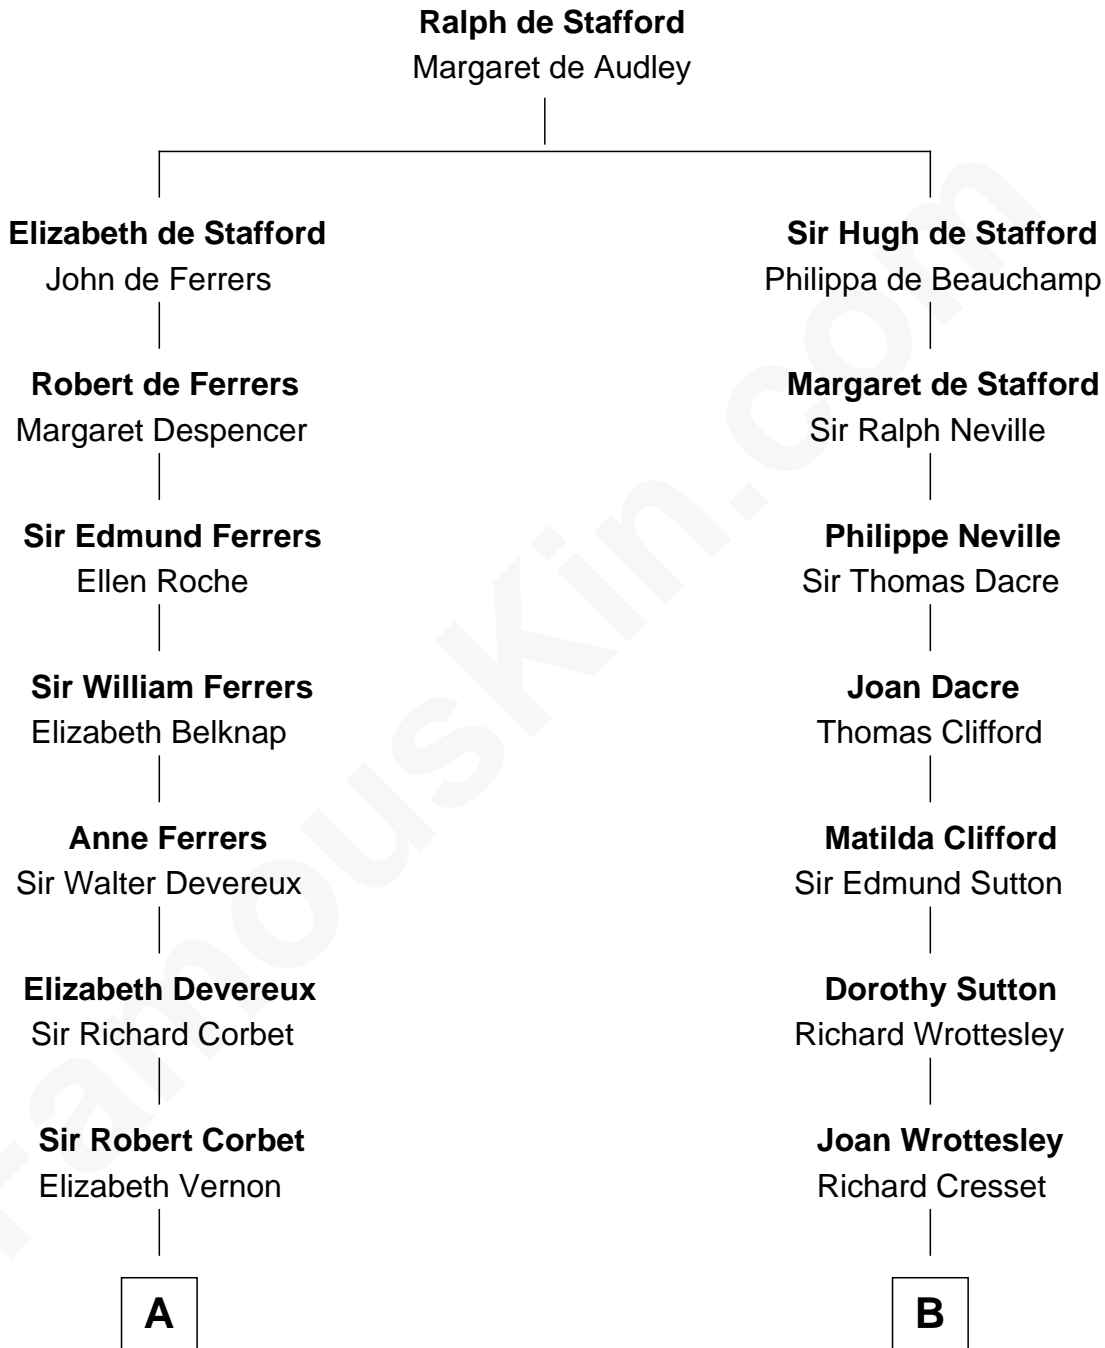 Ralph de Stafford
Margaret de Audley
Elizabeth de Stafford
John de Ferrers
Sir Hugh de Stafford
Philippa de Beauchamp
Robert de Ferrers
Margaret Despencer
Margaret de Stafford
Sir Ralph Neville
Sir Edmund Ferrers
Ellen Roche
Philippe Neville
Sir Thomas Dacre
Sir William Ferrers
Elizabeth Belknap
Joan Dacre
Thomas Clifford
Anne Ferrers
Sir Walter Devereux
Matilda Clifford
Sir Edmund Sutton
Elizabeth Devereux
Sir Richard Corbet
Dorothy Sutton
Richard Wrottesley
Sir Robert Corbet
Elizabeth Vernon
Joan Wrottesley
Richard Cresset
A
B
FamousKin.com